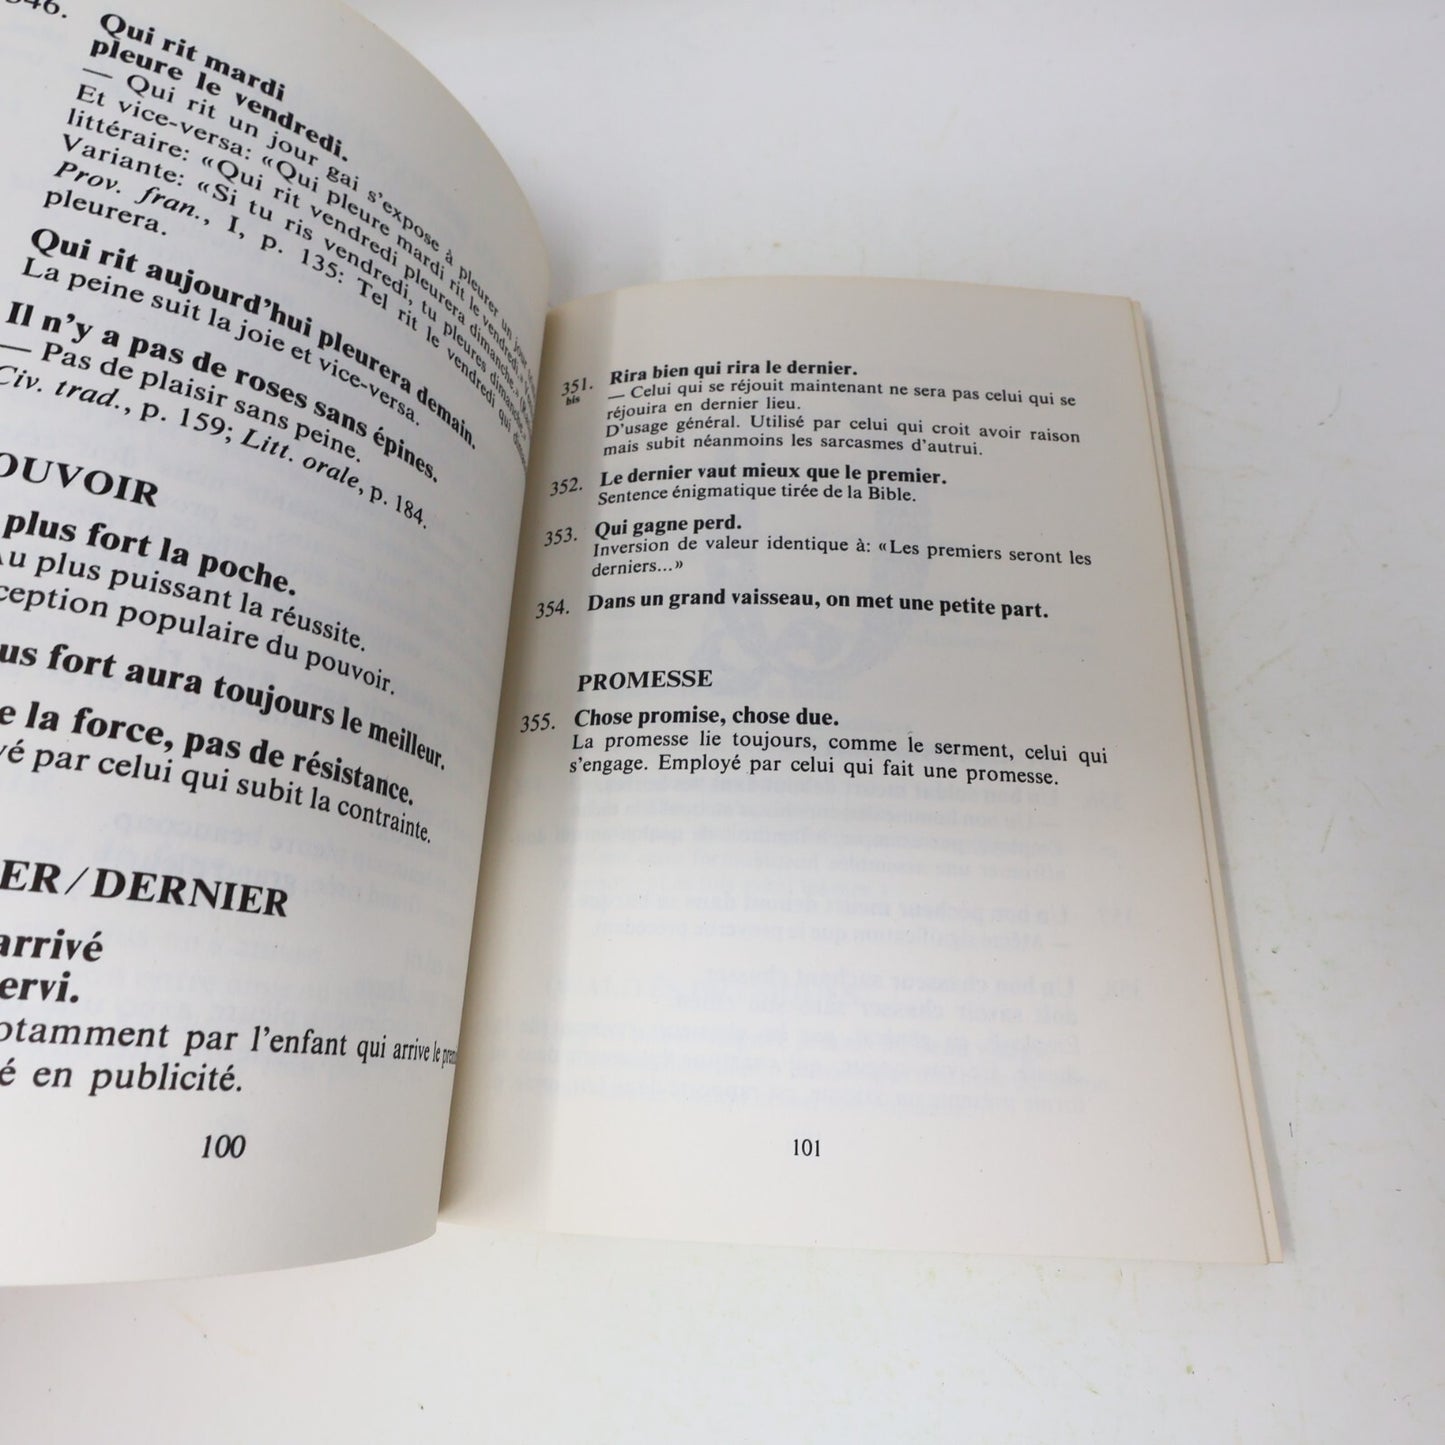 346. Qui rit mardi
pleure le vendredi.
— Qui rit un jour gai s'expose à pleurer un jour
Et vice-versa: «Qui pleure mardi rit le vendredi.»
littéraire: «Qui rit vendredi pleurera dimanche.»
Variante: «Si tu ris vendredi, tu pleures dimanche.»
Prov. fran., I, p. 135: Tel rit le vendredi qui
pleurera.
Qui rit aujourd'hui pleurera demain.
La peine suit la joie et vice-versa.
Il n'y a pas de roses sans épines.
— Pas de plaisir sans peine.
Civ. trad., p. 159; Litt. orale, p. 184.
OUVOIR
plus fort la poche.
Au plus puissant la réussite.
ception populaire du pouvoir.
us fort aura toujours le meilleur.
e la force, pas de résistance.
yé par celui qui subit la contrainte.
ER/DERNIER
arrivé
ervi.
otamment par l'enfant qui arrive le
é en publicité.
100
351. Rira bien qui rira le dernier.
bis — Celui qui se réjouit maintenant ne sera pas celui qui se
réjouira en dernier lieu.
D'usage général. Utilisé par celui qui croit avoir raison
mais subit néanmoins les sarcasmes d'autrui.
352. Le dernier vaut mieux que le premier.
Sentence énigmatique tirée de la Bible.
353. Qui gagne perd.
Inversion de valeur identique à: «Les premiers seront les
derniers...»
354. Dans un grand vaisseau, on met une petite part.
PROMESSE
355. Chose promise, chose due.
La promesse lie toujours, comme le serment, celui qui
s'engage. Employé par celui qui fait une promesse.
101